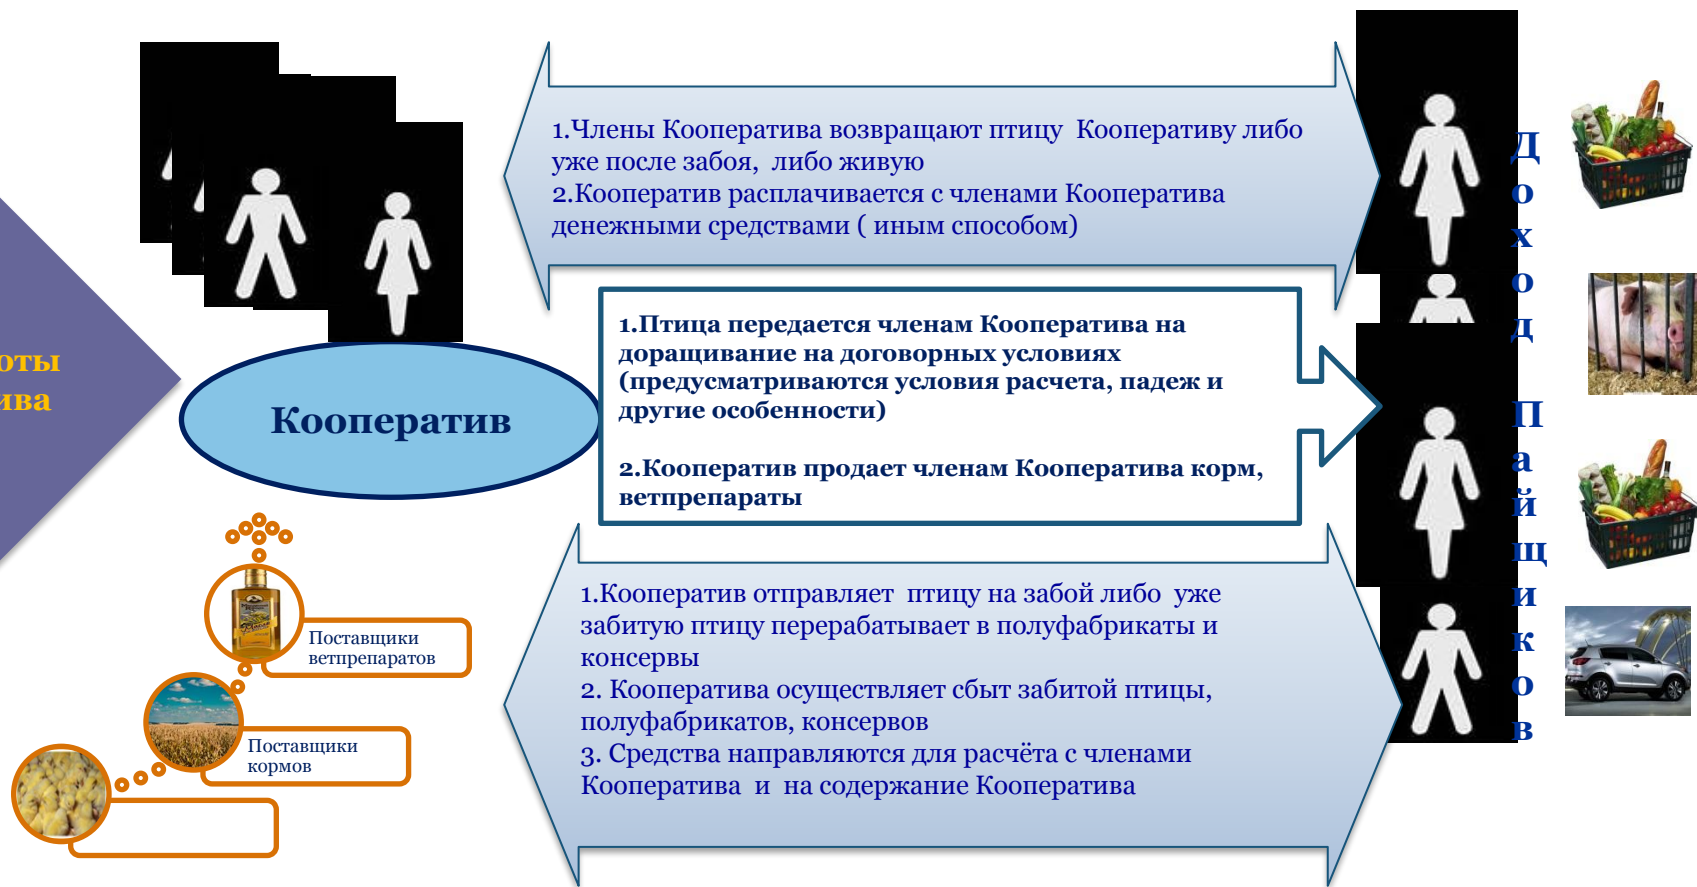 1.Члены Кооператива возвращают птицу Кооперативу либо
уже после забоя, либо живую
2.Кооператив расплачивается с членами Кооператива
денежными средствами ( иным способом)
1.Птица передается членам Кооператива на
доращивание на договорных условиях
(предусматриваются условия расчета, падеж и
другие особенности)
2.Кооператив продает членам Кооператива корм,
ветпрепараты
оты
ива
Кооператив
1.Кооператив отправляет птицу на забой либо уже
забитую птицу перерабатывает в полуфабрикаты и
консервы
2. Кооператива осуществляет сбыт забитой птицы,
полуфабрикатов, консервов
3. Средства направляются для расчёта с членами
Кооператива и на содержание Кооператива
Поставщики
ветпрепаратов
Поставщики
кормов
Доход Пайщиков